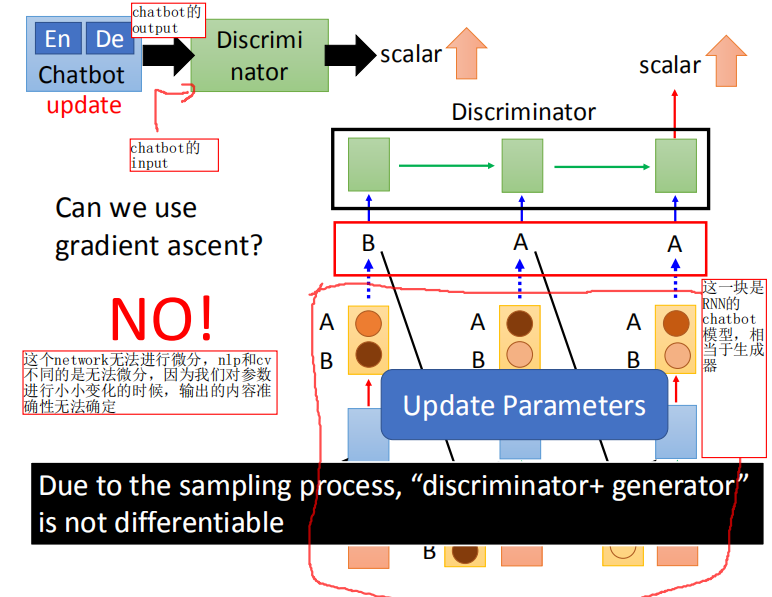 chatbot的
output
En De
Chatbot
update
Discrimi
nator
scalar
scalar
chatbot的
input
Discriminator
Can we use
gradient ascent?
B A A
NO!
这个network无法进行微分，nlp和cv
不同的是无法微分，因为我们对参数
进行小小变化的时候，输出的内容准
确性无法确定
A A A
B B B
这一块是
RNN的
chatbot
模型，相
当于生成
器
Update Parameters
Due to the sampling process, “discriminator+ generator”
is not differentiable
B